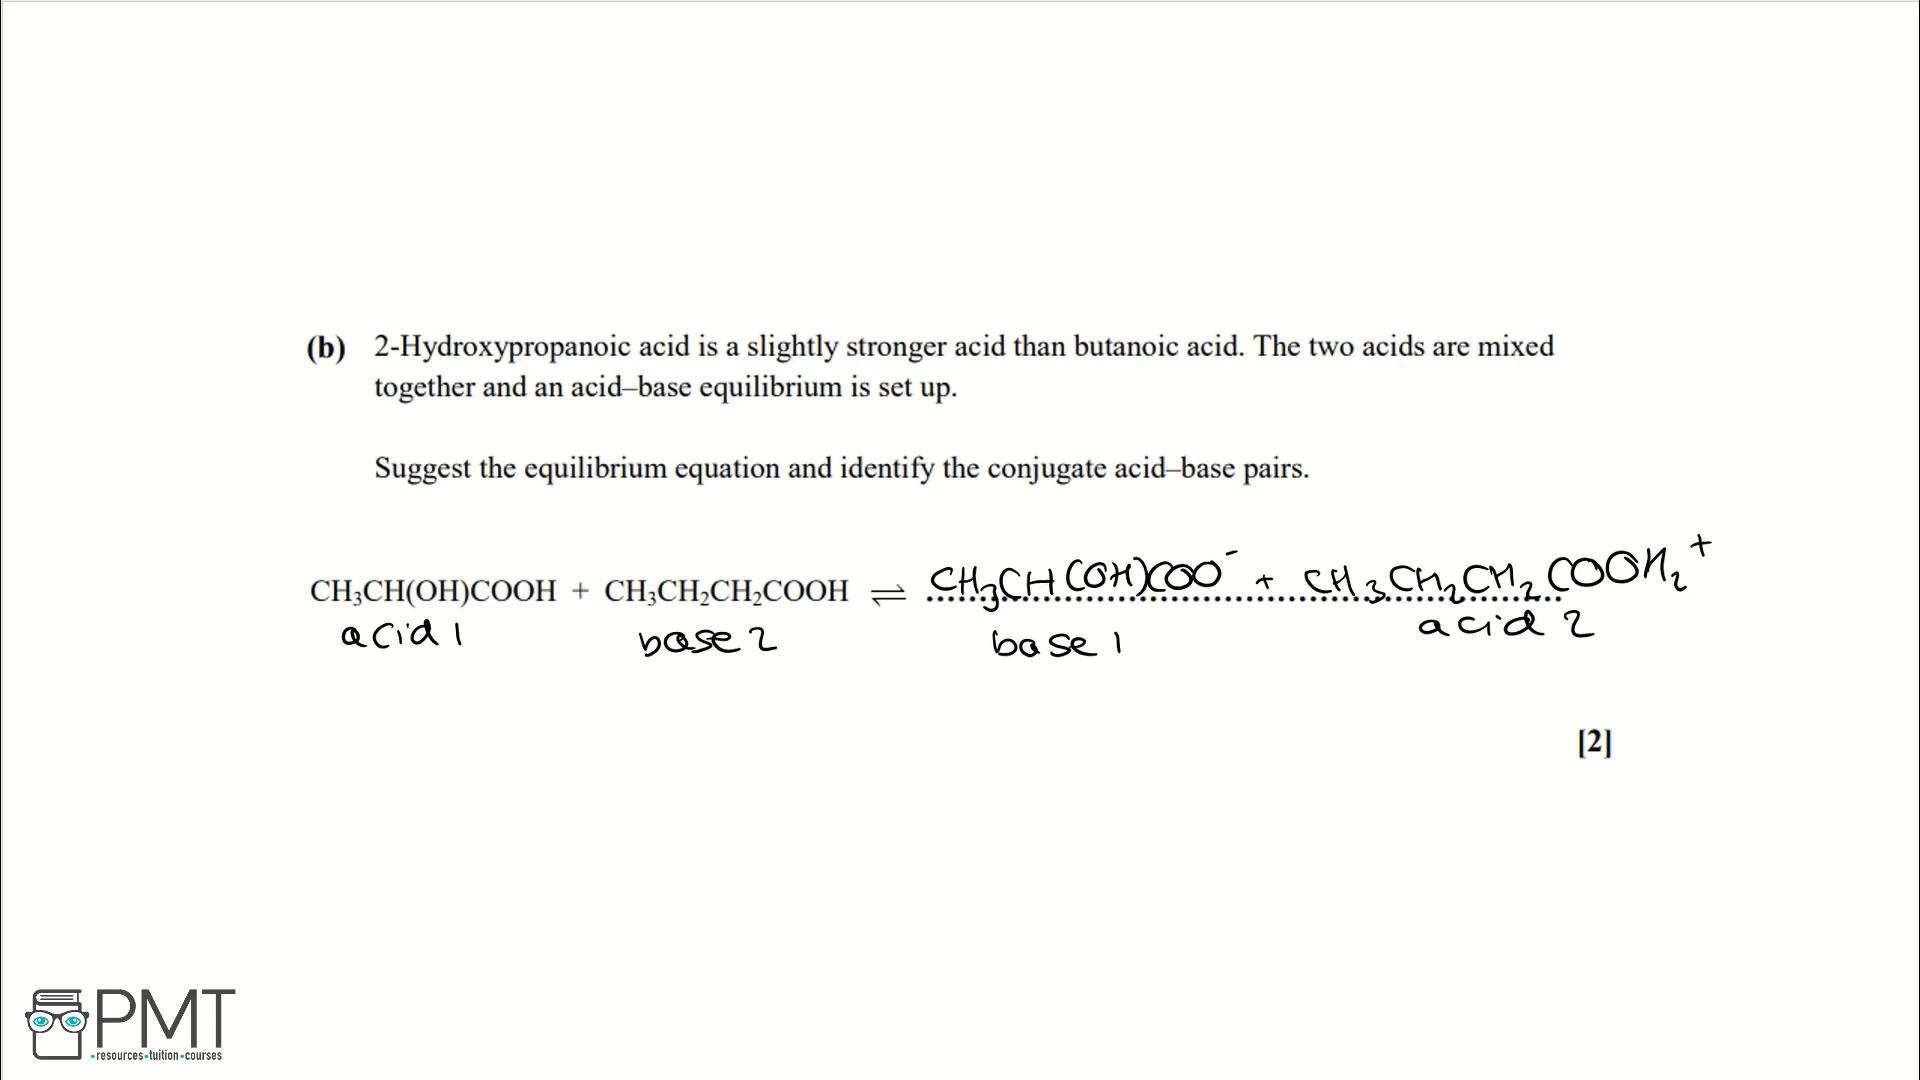 (b) 2-Hydroxypropanoic acid is a slightly stronger acid than butanoic acid. The two acids are mixed
together and an acid–base equilibrium is set up.
Suggest the equilibrium equation and identify the conjugate acid–base pairs.
CH₃CH(OH)COOH + CH₃CH₂CH₂COOH ⇌ CH₃CH(OH)COO⁻ + CH₃CH₂CH₂COOH₂⁺
acid 1 base 2 base 1 acid 2
[2]
PMT
•resources•tuition•courses